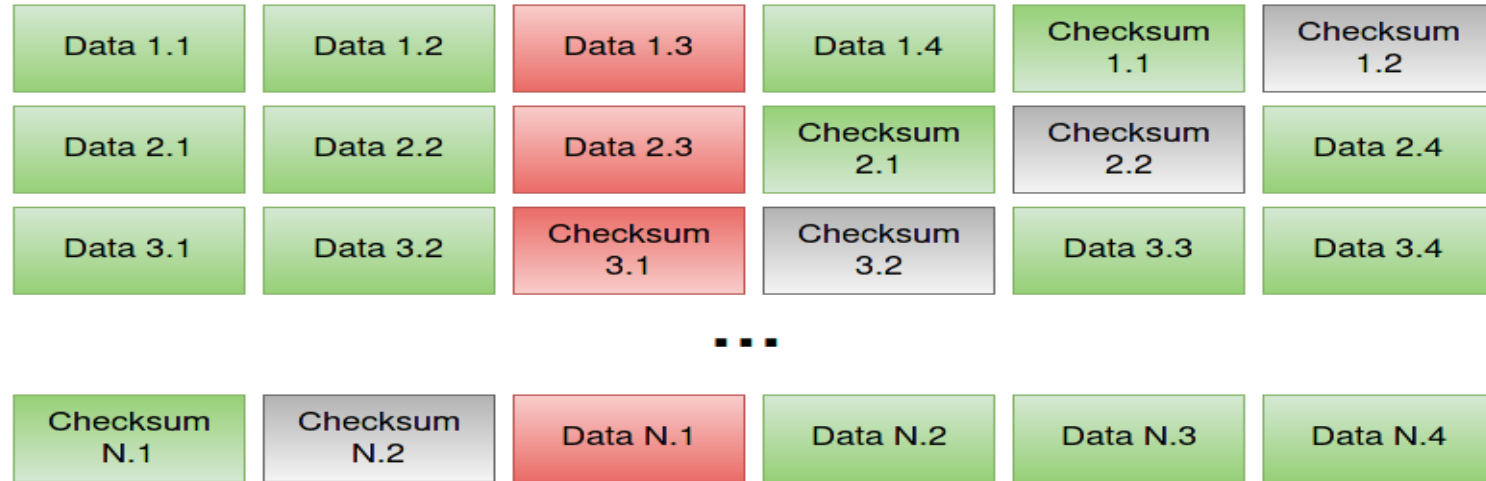 Data 1.1 Data 1.2 Data 1.3 Data 1.4 Checksum 1.1 Checksum 1.2
Data 2.1 Data 2.2 Data 2.3 Checksum 2.1 Checksum 2.2 Data 2.4
Data 3.1 Data 3.2 Checksum 3.1 Checksum 3.2 Data 3.3 Data 3.4
...
Checksum N.1 Checksum N.2 Data N.1 Data N.2 Data N.3 Data N.4